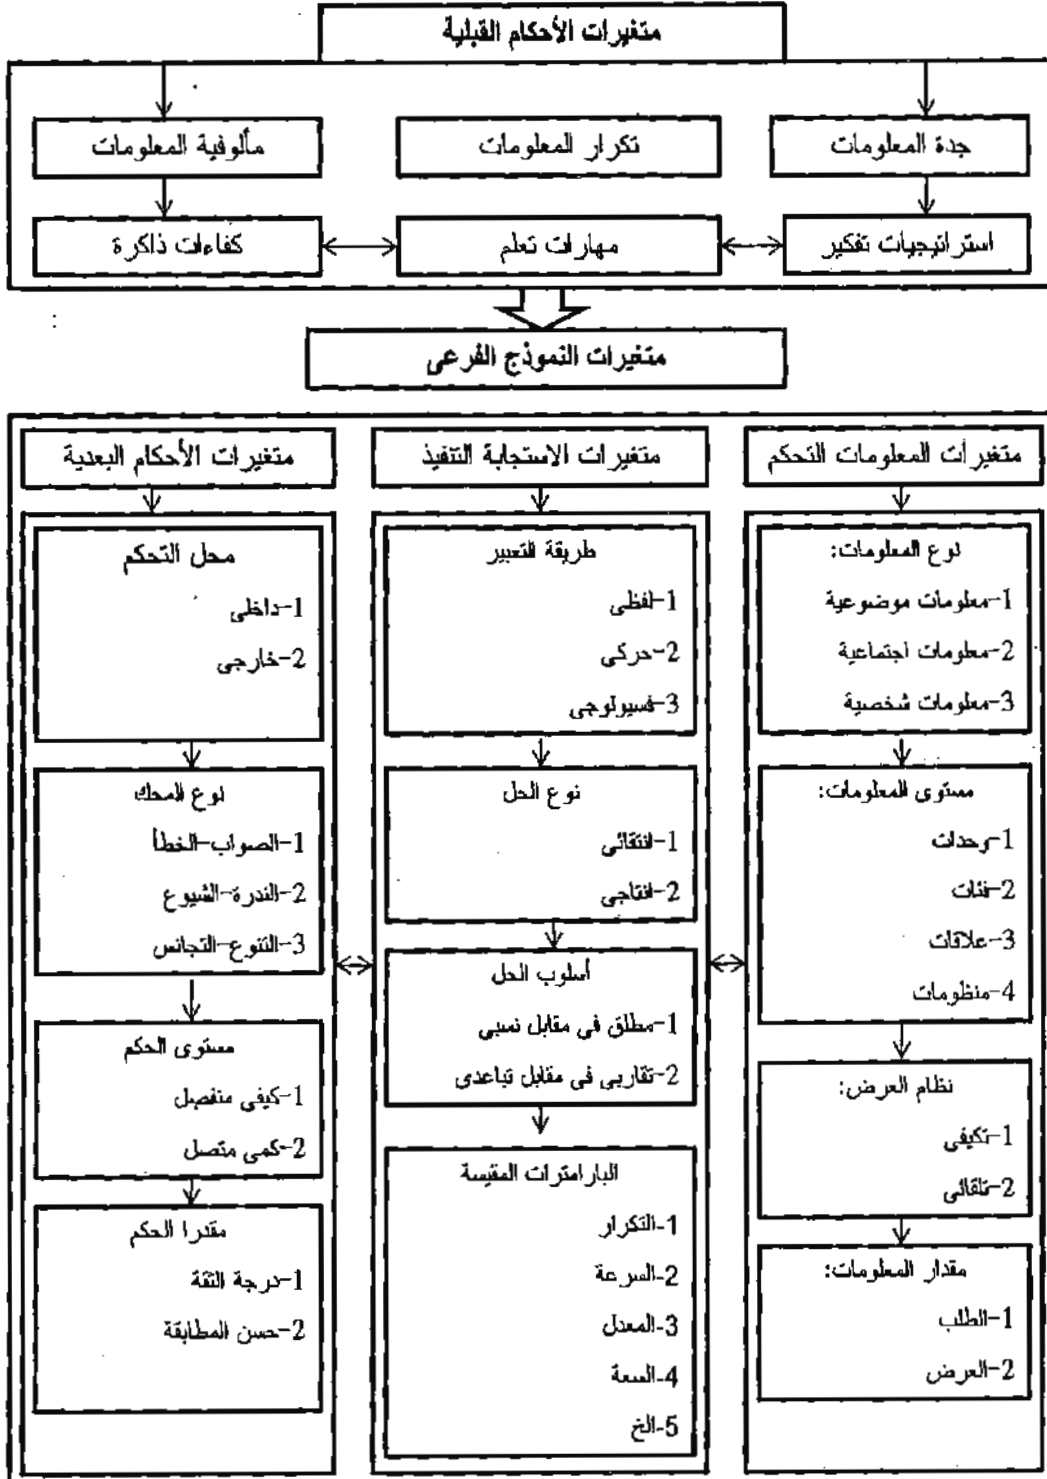 متغيرات الأحكام القبلية
جدة المعلومات
تكرار المعلومات
مألوفية المعلومات
استراتيجيات تفكير
مهارات تعلم
كفاءات ذاكرة
متغيرات النموذج الفرعى
متغيرات المعلومات التحكم
نوع المعلومات:
1-معلومات موضوعية
2-معلومات اجتماعية
3-معلومات شخصية
مستوى المعلومات:
1-وحدات
2-فئات
3-علاقات
4-منظومات
نظام العرض:
1-تكيفى
2-تلقائى
مقدار المعلومات:
1-الطلب
2-العرض
متغيرات الاستجابة التنفيذ
طريقة التعبير
1-لفظى
2-حركى
3-فسيولوجى
نوع الحل
1-انتقائى
2-انتاجى
أسلوب الحل
1-مطلق فى مقابل نسبى
2-تقاربى فى مقابل تباعدى
البارامترات المقيسة
1-التكرار
2-السرعة
3-المعدل
4-السعة
5-الخ
متغيرات الأحكام البعدية
محل التحكم
1-داخلى
2-خارجى
نوع المحك
1-الصواب-الخطأ
2-الندرة-الشيوع
3-التنوع-التجانس
مستوى الحكم
1-كيفى منفصل
2-كمى متصل
مقدرا الحكم
1-درجة الثقة
2-حسن المطابقة